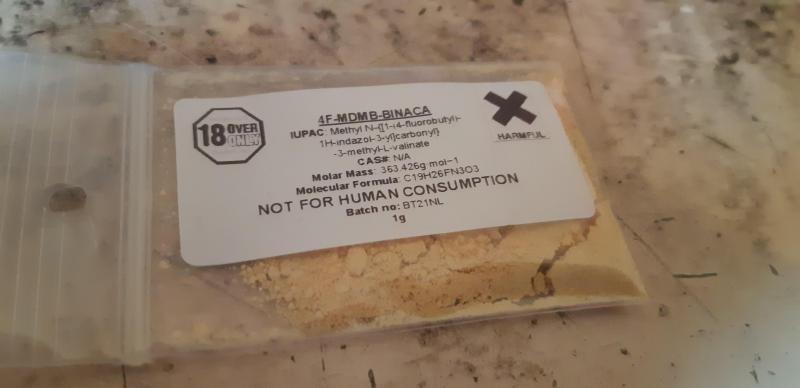 18 OVER
ONLY
4F-MDMB-BINACA
IUPAC: Methyl N-{[1-(4-fluorobutyl)-
1H-indazol-3-yl]carbonyl}
-3-methyl-L-valinate
CAS#: N/A
Molar Mass: 363.426g·mol−1
Molecular Formula: C19H26FN3O3
NOT FOR HUMAN CONSUMPTION
Batch no: BT21NL
1g
HARMFUL